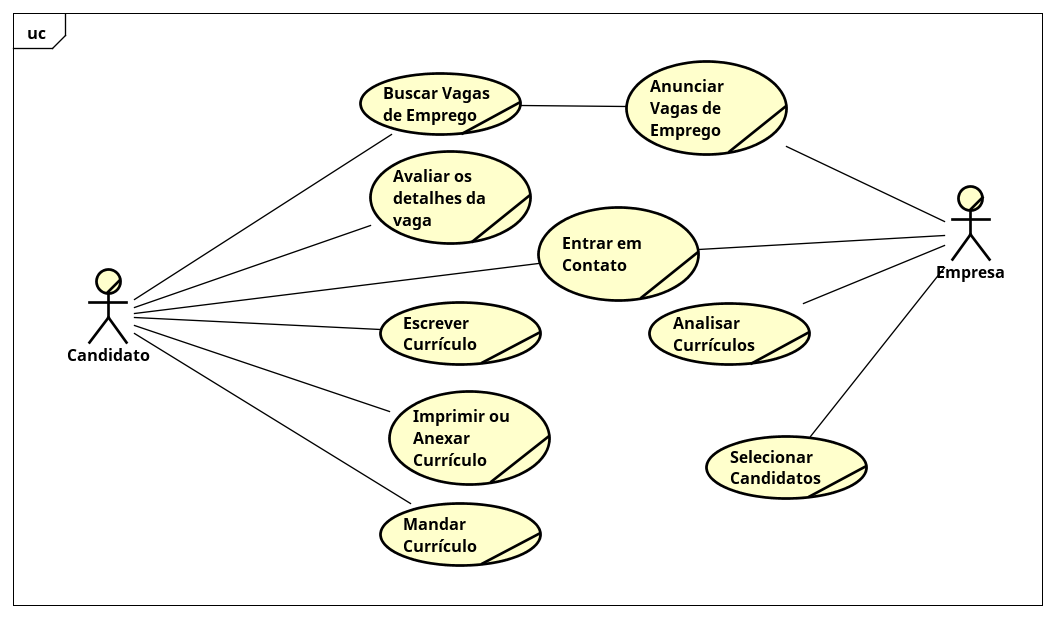 uc
Buscar Vagas
de Emprego
Anunciar
Vagas de
Emprego
Avaliar os
detalhes da
vaga
Entrar em
Contato
Empresa
Candidato
Escrever
Currículo
Analisar
Currículos
Imprimir ou
Anexar
Currículo
Selecionar
Candidatos
Mandar
Currículo